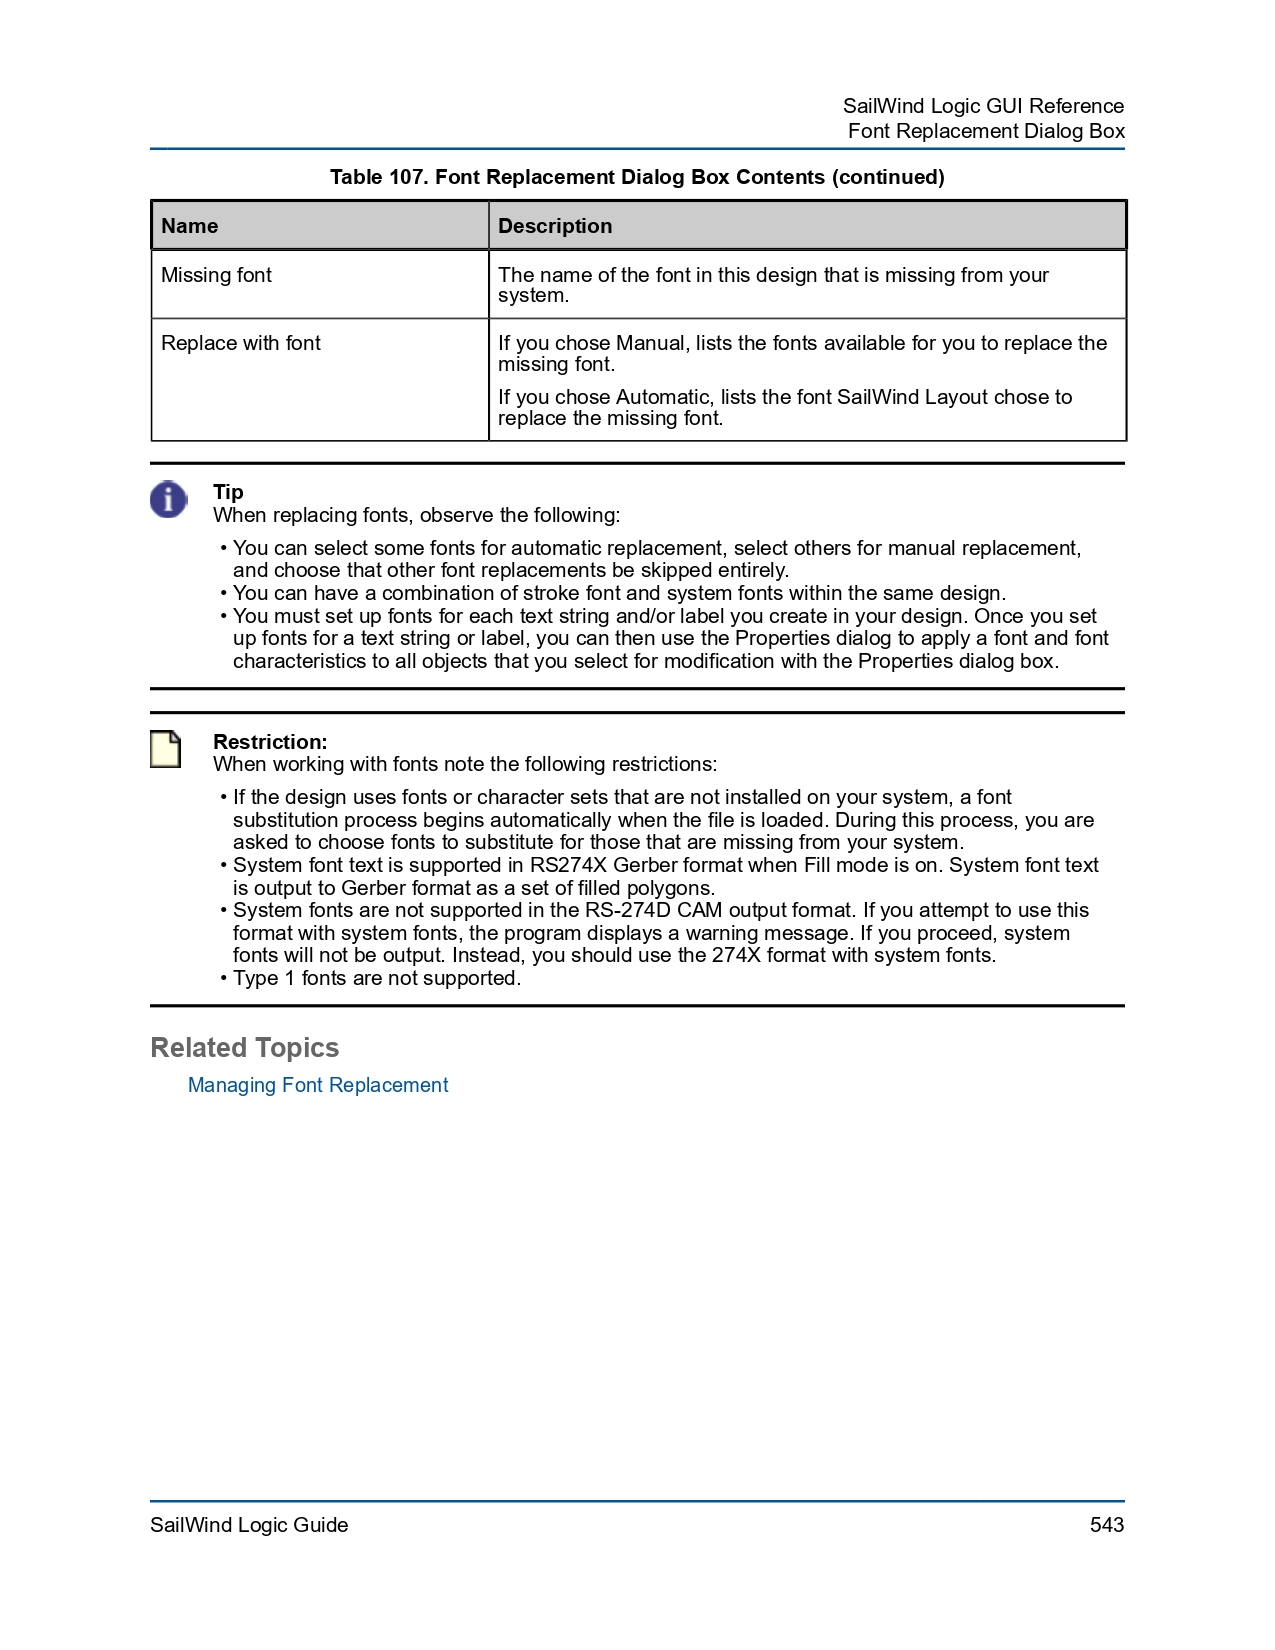 SailWind Logic GUI Reference
Font Replacement Dialog Box
Table 107. Font Replacement Dialog Box Contents (continued)
Name
Description
Missing font
The name of the font in this design that is missing from your
system.
Replace with font
If you chose Manual, lists the fonts available for you to replace the
missing font.
If you chose Automatic, lists the font SailWind Layout chose to
replace the missing font.
Tip
When replacing fonts, observe the following:
• You can select some fonts for automatic replacement, select others for manual replacement,
and choose that other font replacements be skipped entirely.
• You can have a combination of stroke font and system fonts within the same design.
• You must set up fonts for each text string and/or label you create in your design. Once you set
up fonts for a text string or label, you can then use the Properties dialog to apply a font and font
characteristics to all objects that you select for modification with the Properties dialog box.
Restriction:
When working with fonts note the following restrictions:
• If the design uses fonts or character sets that are not installed on your system, a font
substitution process begins automatically when the file is loaded. During this process, you are
asked to choose fonts to substitute for those that are missing from your system.
• System font text is supported in RS274X Gerber format when Fill mode is on. System font text
is output to Gerber format as a set of filled polygons.
• System fonts are not supported in the RS-274D CAM output format. If you attempt to use this
format with system fonts, the program displays a warning message. If you proceed, system
fonts will not be output. Instead, you should use the 274X format with system fonts.
• Type 1 fonts are not supported.
Related Topics
Managing Font Replacement
SailWind Logic Guide
543